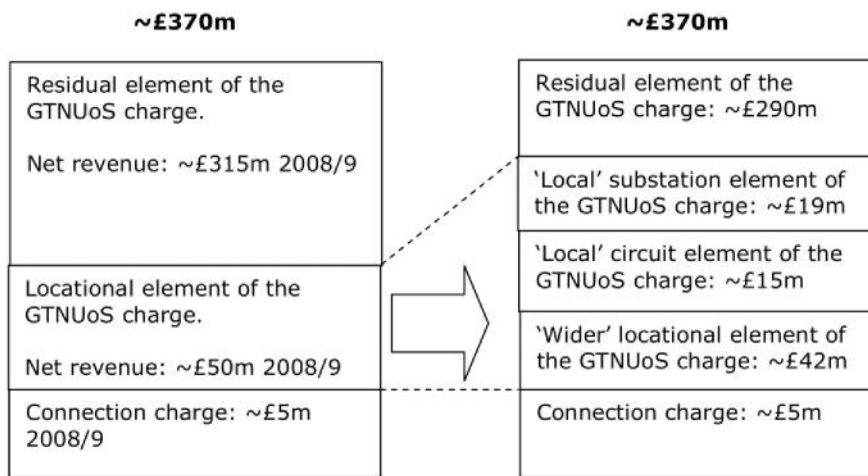 ~£370m
Residual element of the
GTNUoS charge.
Net revenue: ~£315m 2008/9
Locational element of the
GTNUoS charge.
Net revenue: ~£50m 2008/9
Connection charge: ~£5m
2008/9
~£370m
Residual element of the
GTNUoS charge: ~£290m
‘Local’ substation element of
the GTNUoS charge: ~£19m
‘Local’ circuit element of the
GTNUoS charge: ~£15m
‘Wider’ locational element of
the GTNUoS charge: ~£42m
Connection charge: ~£5m